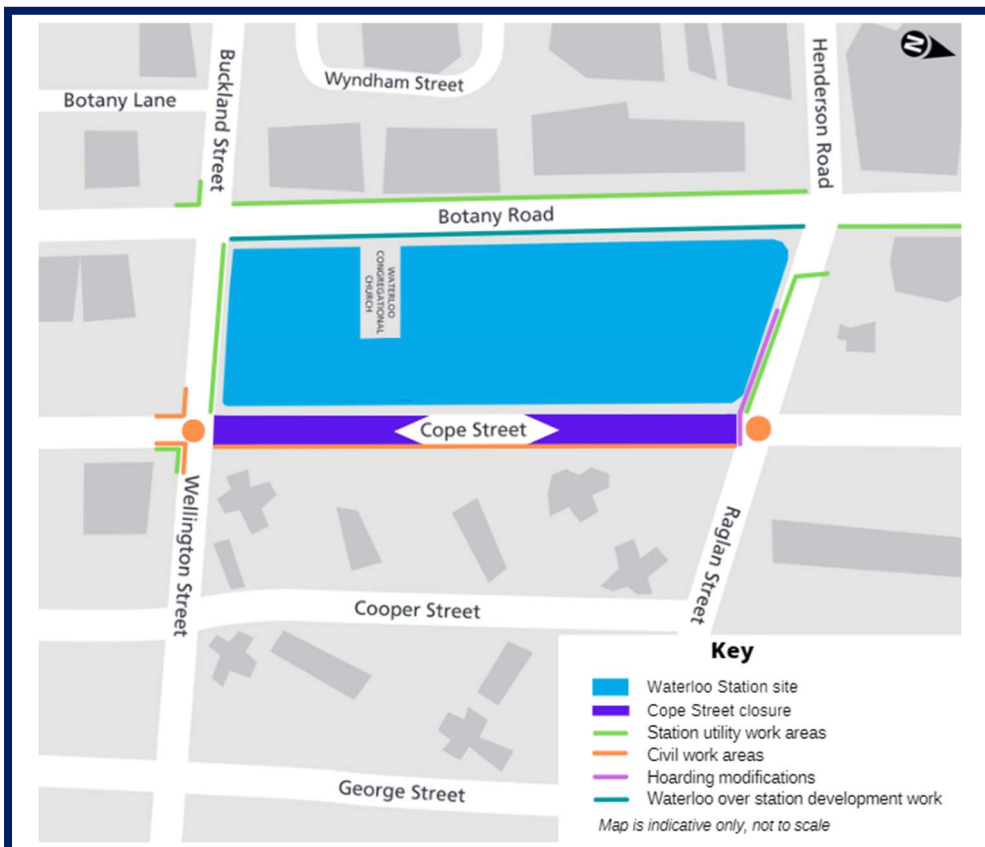 N
Buckland Street
Henderson Road
Wyndham Street
Botany Lane
Botany Road
WATERLOO
CONGREGATIONAL
CHURCH
Cope Street
Wellington Street
Raglan Street
Cooper Street
George Street
Key
Waterloo Station site
Cope Street closure
Station utility work areas
Civil work areas
Hoarding modifications
Waterloo over station development work
Map is indicative only, not to scale